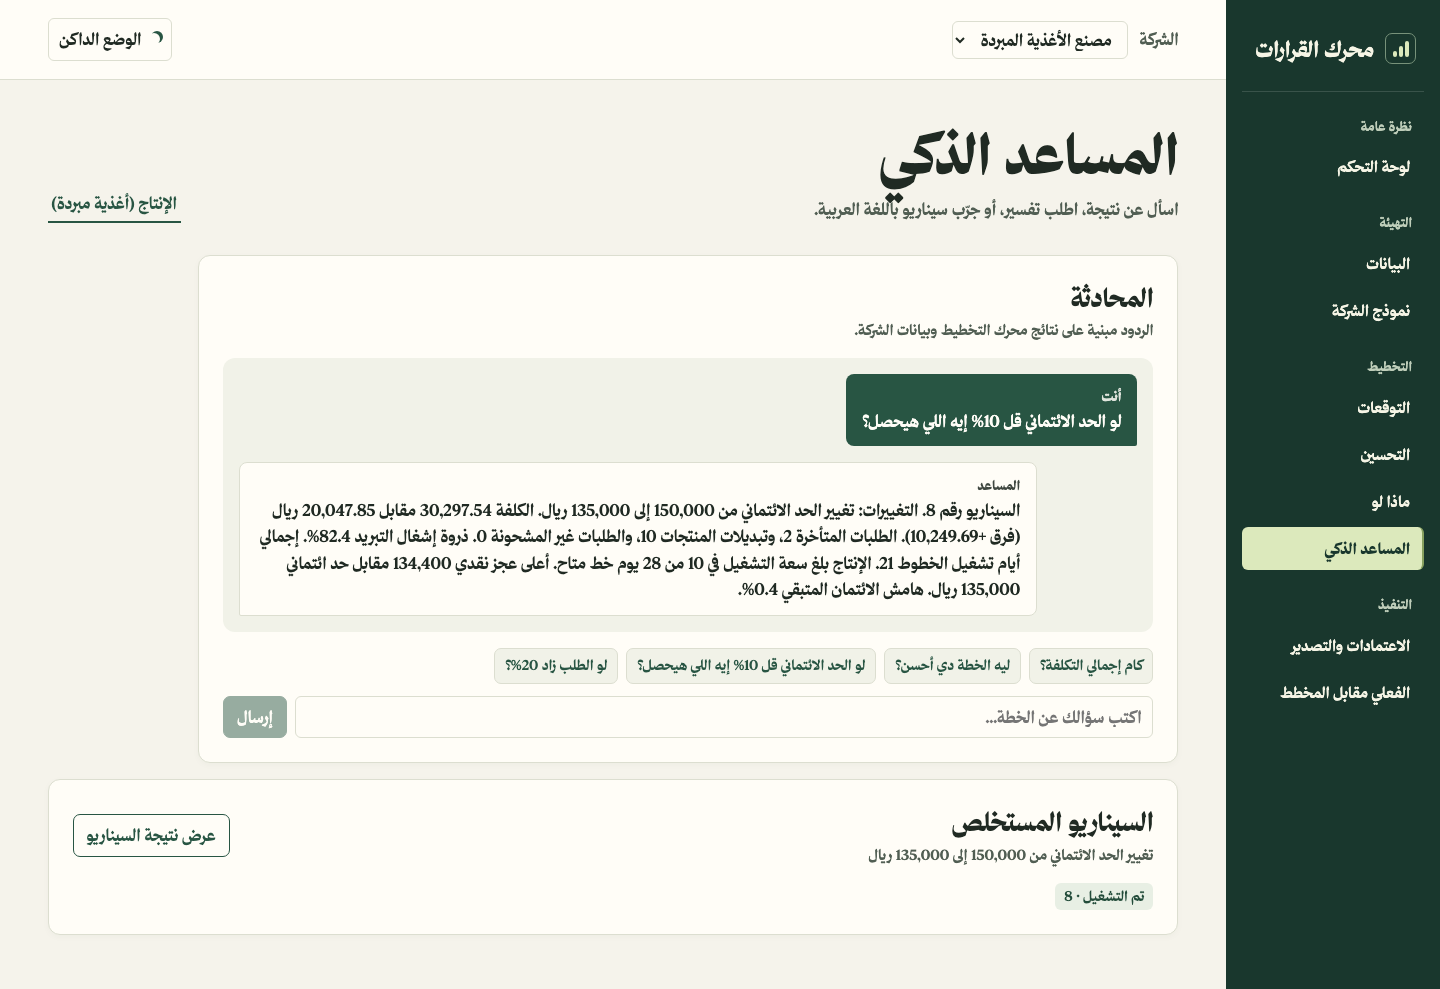 محرك القرارات
نظرة عامة
لوحة التحكم
التهيئة
البيانات
نموذج الشركة
التخطيط
التوقعات
التحسين
ماذا لو
المساعد الذكي
التنفيذ
الاعتمادات والتصدير
الفعلي مقابل المخطط
الشركة
مصنع الأغذية المبردة
الوضع الداكن
المساعد الذكي
اسأل عن نتيجة، اطلب تفسير، أو جرّب سيناريو باللغة العربية.
الإنتاج (أغذية مبردة)
المحادثة
الردود مبنية على نتائج محرك التخطيط وبيانات الشركة.
أنت
لو الحد الائتماني قل 10% إيه اللي هيحصل؟
المساعد
السيناريو رقم 8. التغييرات: تغيير الحد الائتماني من 150,000 إلى 135,000 ريال. الكلفة 30,297.54 مقابل 20,047.85 ريال
(فرق +10,249.69). الطلبات المتأخرة 2، وتبديلات المنتجات 10، والطلبات غير المشحونة 0. ذروة إشغال التبريد 82.4%. إجمالي
أيام تشغيل الخطوط 21. الإنتاج بلغ سعة التشغيل في 10 من 28 يوم خط متاح. أعلى عجز نقدي 134,400 مقابل حد ائتماني
135,000 ريال. هامش الائتمان المتبقي 0.4%.
كام إجمالي التكلفة؟
ليه الخطة دي أحسن؟
لو الحد الائتماني قل 10% إيه اللي هيحصل؟
لو الطلب زاد 20%؟
اكتب سؤالك عن الخطة...
إرسال
السيناريو المستخلص
تغيير الحد الائتماني من 150,000 إلى 135,000 ريال
تم التشغيل · 8
عرض نتيجة السيناريو